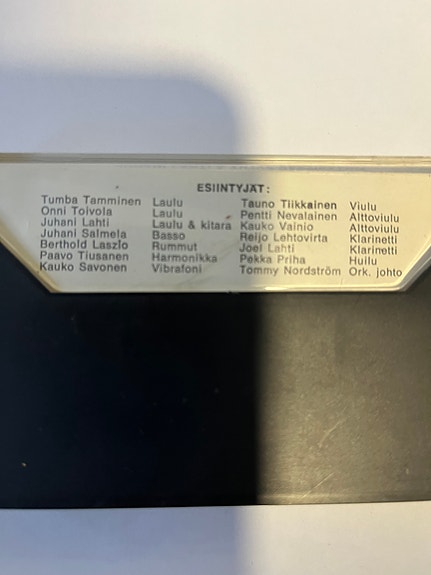 ESIINTYJÄT:
Tumba Tamminen Laulu
Onni Toivola Laulu
Juhani Lahti Laulu & kitara
Juhani Salmela Basso
Berthold Laszlo Rummut
Paavo Tiusanen Harmonikka
Kauko Savonen Vibrafoni
Tauno Tiikkainen Viulu
Pentti Nevalainen Alttoviulu
Kauko Vainio Alttoviulu
Reijo Lehtovirta Klarinetti
Joel Lahti Klarinetti
Pekka Priha Huilu
Tommy Nordström Ork. johto